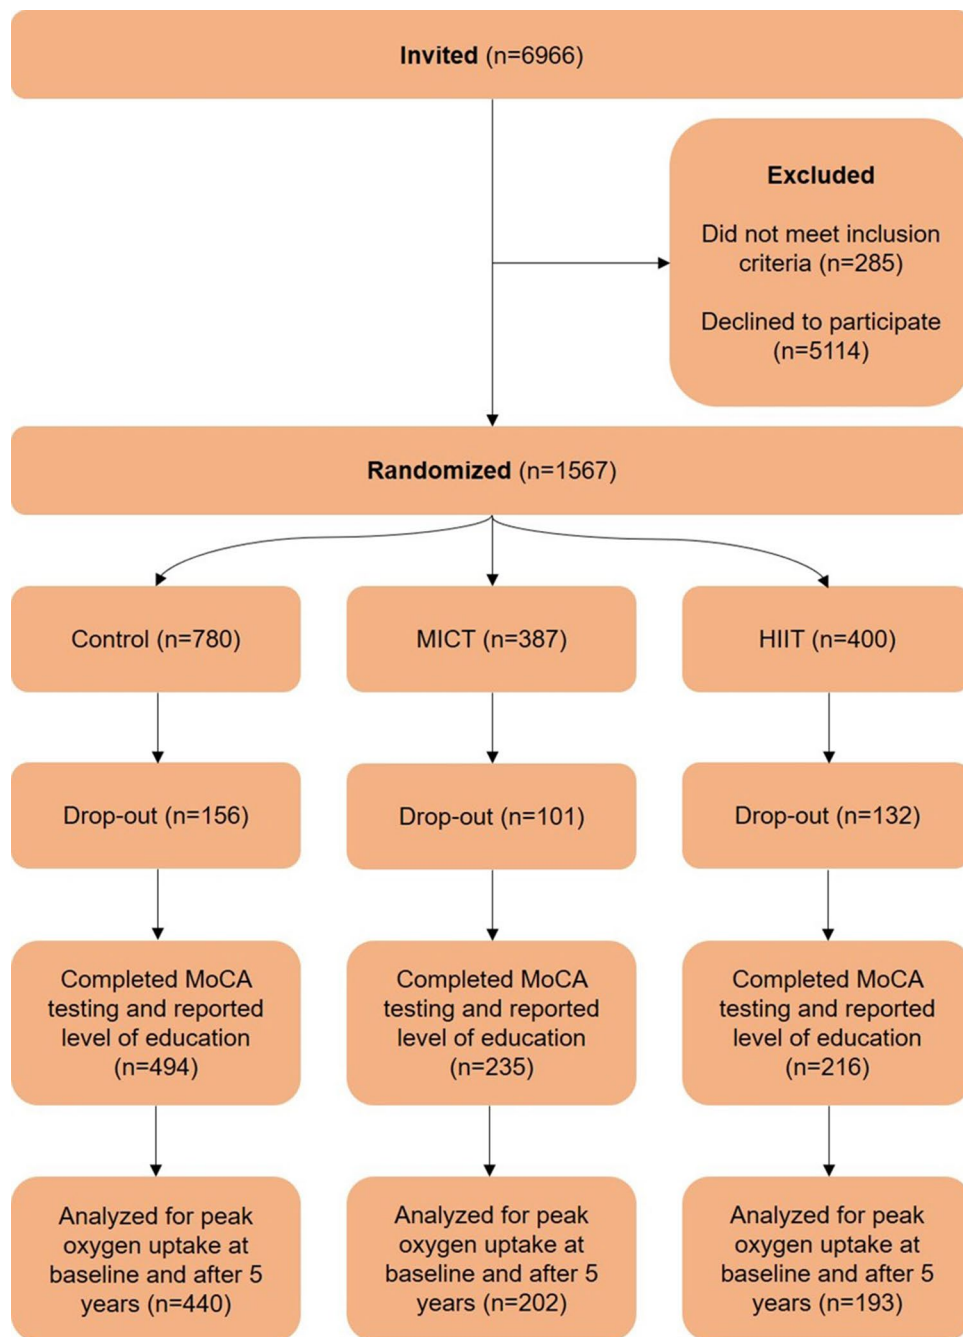 Invited (n=6966)
Excluded
Did not meet inclusion
criteria (n=285)
Declined to participate
(n=5114)
Randomized (n=1567)
Control (n=780)
MICT (n=387)
HIIT (n=400)
Drop-out (n=156)
Drop-out (n=101)
Drop-out (n=132)
Completed MoCA
testing and reported
level of education
(n=494)
Completed MoCA
testing and reported
level of education
(n=235)
Completed MoCA
testing and reported
level of education
(n=216)
Analyzed for peak
oxygen uptake at
baseline and after 5
years (n=440)
Analyzed for peak
oxygen uptake at
baseline and after 5
years (n=202)
Analyzed for peak
oxygen uptake at
baseline and after 5
years (n=193)